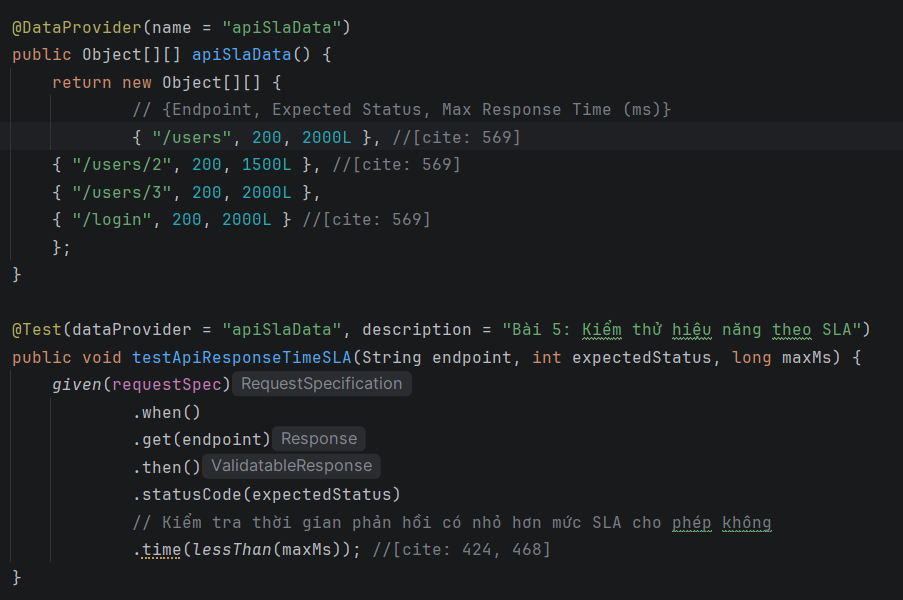 @DataProvider(name = "apiSlaData")
public Object[][] apiSlaData() {
return new Object[][] {
// {Endpoint, Expected Status, Max Response Time (ms)}
{ "/users", 200, 2000L }, //[cite: 569]
{ "/users/2", 200, 1500L }, //[cite: 569]
{ "/users/3", 200, 2000L },
{ "/login", 200, 2000L } //[cite: 569]
};
}
@Test(dataProvider = "apiSlaData", description = "Bài 5: Kiểm thử hiệu năng theo SLA")
public void testApiResponseTimeSLA(String endpoint, int expectedStatus, long maxMs) {
given(requestSpec) RequestSpecification
.when()
.get(endpoint) Response
.then() ValidatableResponse
.statusCode(expectedStatus)
// Kiểm tra thời gian phản hồi có nhỏ hơn mức SLA cho phép không
.time(lessThan(maxMs)); //[cite: 424, 468]
}